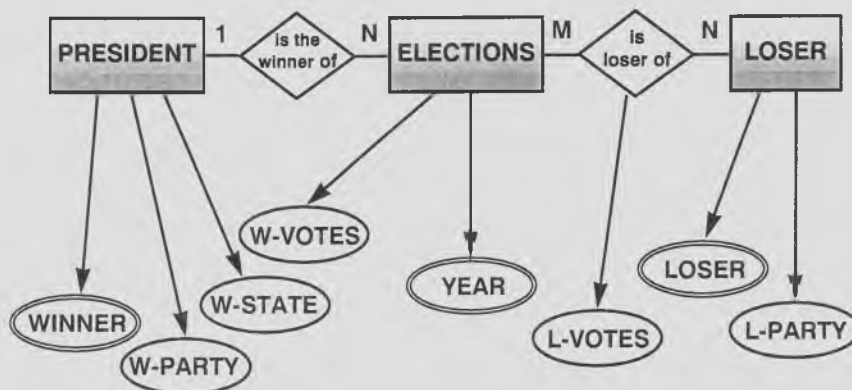 PRESIDENT
1
is the
winner of
N
ELECTIONS
M
is
loser of
N
LOSER
W-VOTES
WINNER
W-STATE
W-PARTY
YEAR
L-VOTES
LOSER
L-PARTY